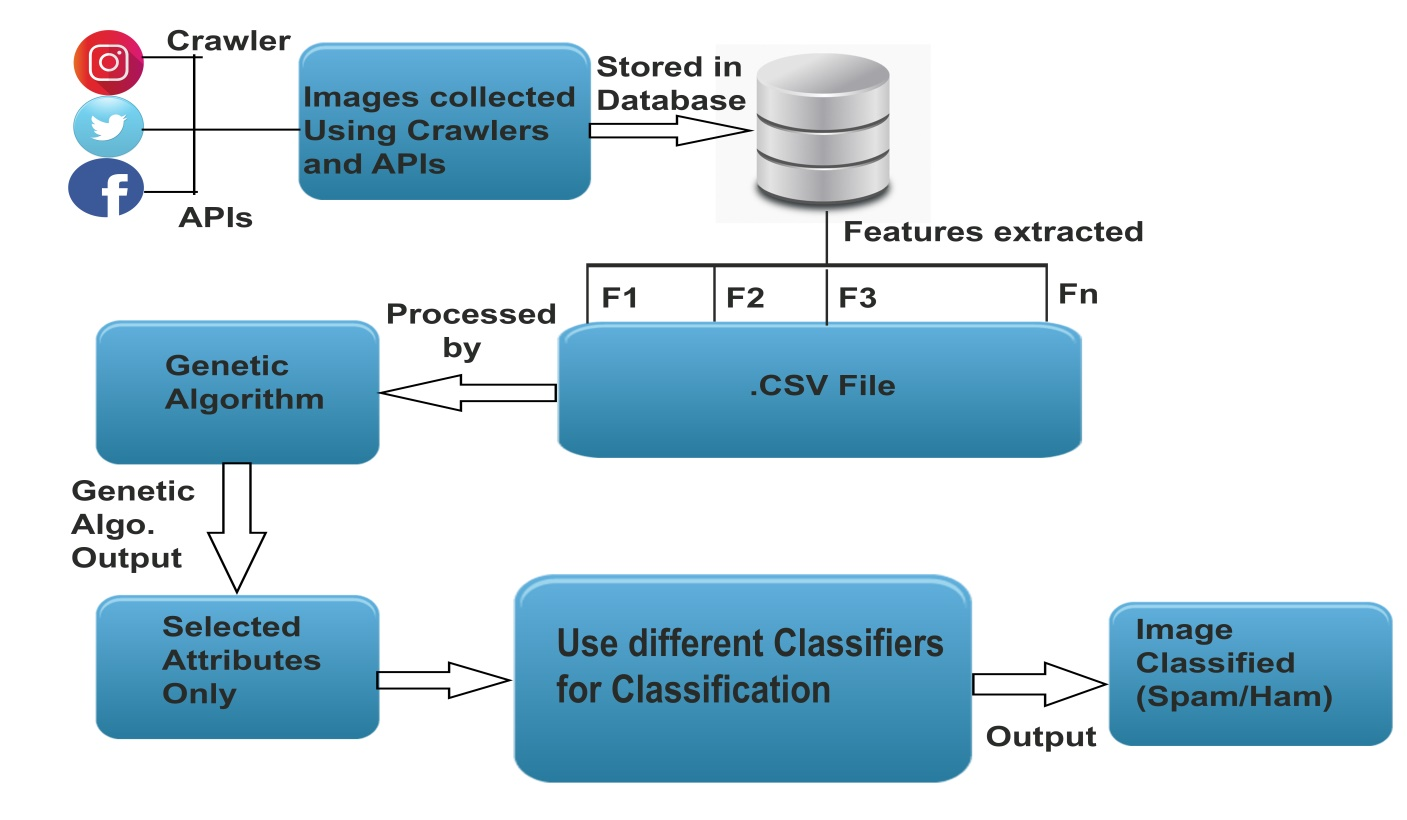 Crawler
APIs
Images collected
Using Crawlers
and APIs
Stored in
Database
Features extracted
F1
F2
F3
Fn
.CSV File
Processed
by
Genetic
Algorithm
Genetic
Algo.
Output
Selected
Attributes
Only
Use different Classifiers
for Classification
Output
Image
Classified
(Spam/Ham)